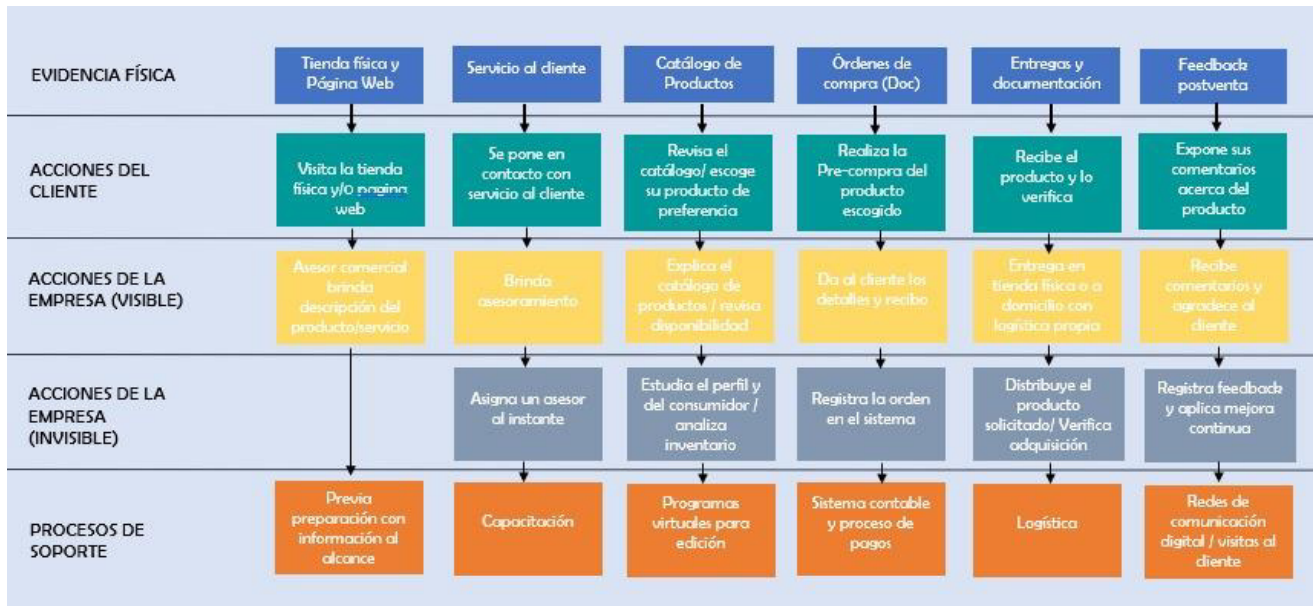 EVIDENCIA FÍSICA
Tienda física y
Página Web
Servicio al cliente
Catálogo de
Productos
Órdenes de
compra (Doc)
Entregas y
documentación
Feedback
postventa
ACCIONES DEL
CLIENTE
Visita la tienda
física y/o pagina
web
Se pone en
contacto con
servicio al cliente
Revisa el
catálogo/ escoge
su producto de
preferencia
Realiza la
Pre-compra del
producto
escogido
Recibe el
producto y lo
verifica
Expone sus
comentarios
acerca del
producto
ACCIONES DE LA
EMPRESA (VISIBLE)
Asesor comercial
brinda
descripción del
producto/servicio
Brinda
asesoramiento
Explica el
catálogo de
productos / revisa
disponibilidad
Da al cliente los
detalles y recibo
Entrega en
tienda física o a
domicilio con
logística propia
Recibe
comentarios y
agradece al
cliente
ACCIONES DE LA
EMPRESA
(INVISIBLE)
Asigna un asesor
al instante
Estudia el perfil y
del consumidor /
analiza
inventario
Registra la orden
en el sistema
Distribuye el
producto
solicitado/ Verifica
adquisición
Registra feedback
y aplica mejora
continua
PROCESOS DE
SOPORTE
Previa
preparación con
información al
alcance
Capacitación
Programas
virtuales para
edición
Sistema contable
y proceso de
pagos
Logística
Redes de
comunicación
digital / visitas al
cliente